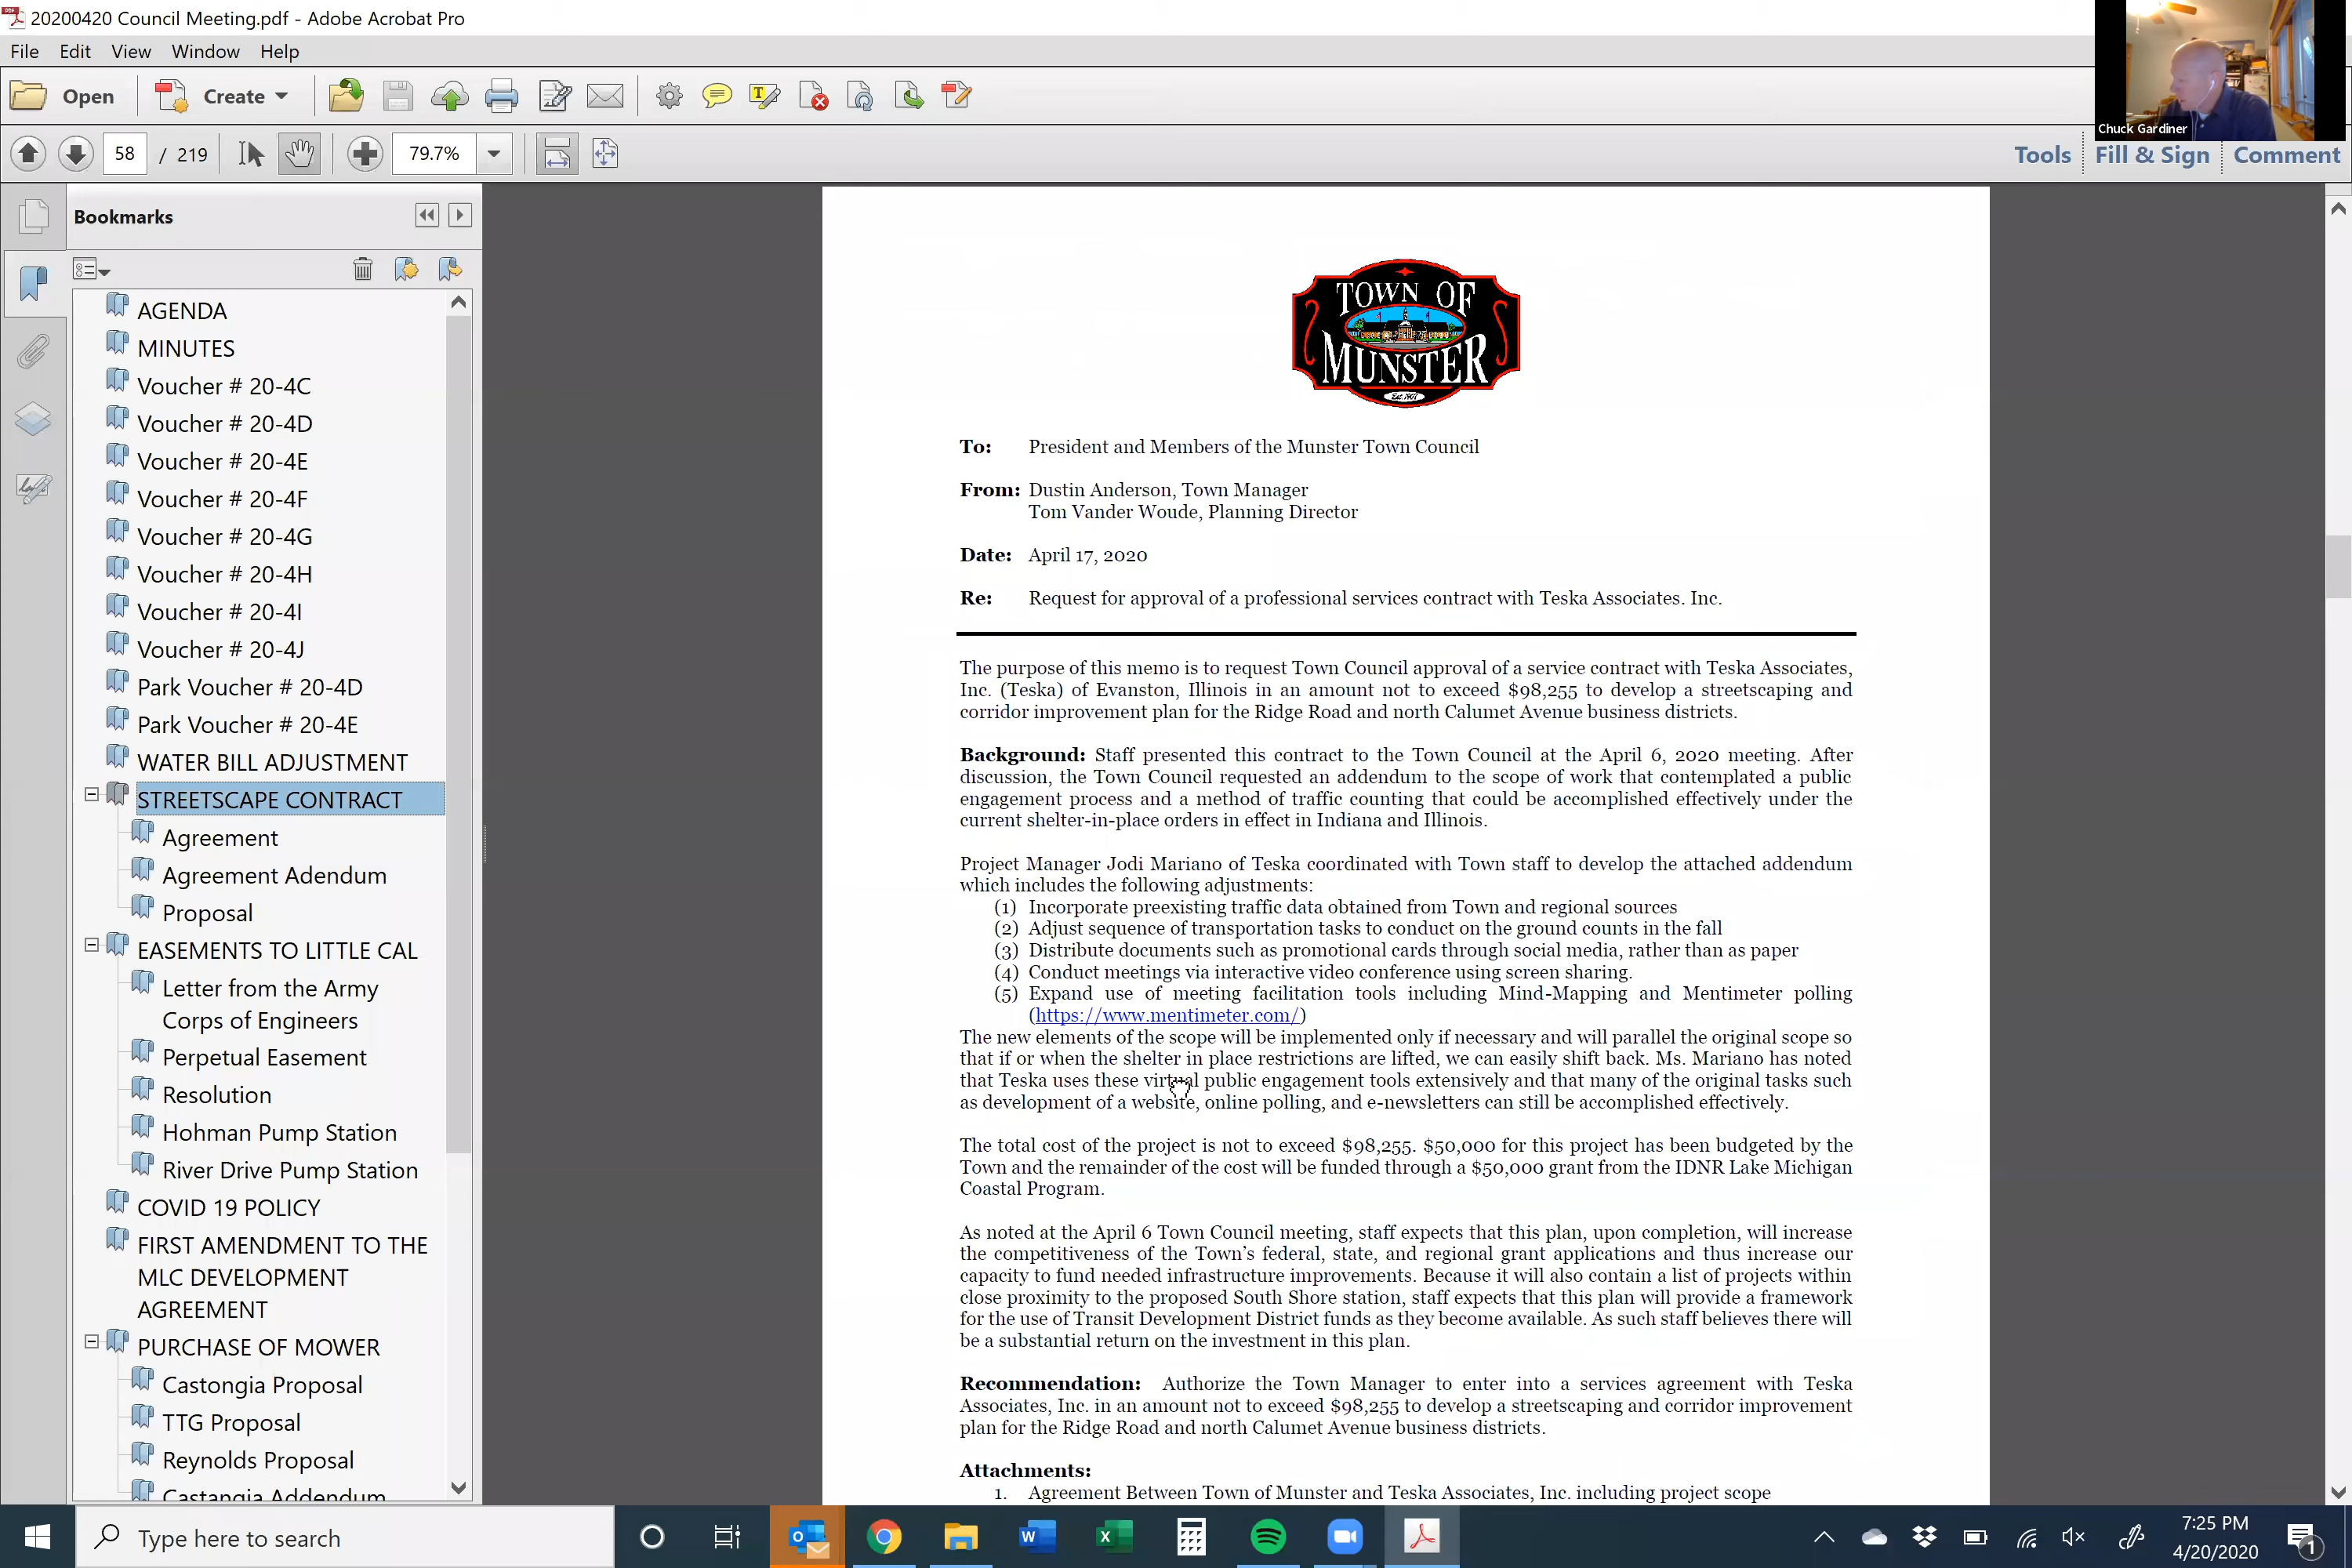 20200420 Council Meeting.pdf - Adobe Acrobat Pro
File Edit View Window Help
Open Create
58 / 219 79.7%
Tools Fill & Sign Comment
Chuck Gardiner
Bookmarks
AGENDA
MINUTES
Voucher # 20-4C
Voucher # 20-4D
Voucher # 20-4E
Voucher # 20-4F
Voucher # 20-4G
Voucher # 20-4H
Voucher # 20-4I
Voucher # 20-4J
Park Voucher # 20-4D
Park Voucher # 20-4E
WATER BILL ADJUSTMENT
STREETSCAPE CONTRACT
Agreement
Agreement Adendum
Proposal
EASEMENTS TO LITTLE CAL
Letter from the Army
Corps of Engineers
Perpetual Easement
Resolution
Hohman Pump Station
River Drive Pump Station
COVID 19 POLICY
FIRST AMENDMENT TO THE
MLC DEVELOPMENT
AGREEMENT
PURCHASE OF MOWER
Castongia Proposal
TTG Proposal
Reynolds Proposal
Castangia Addendum
TOWN OF
MUNSTER
Est. 1907
To: President and Members of the Munster Town Council
From: Dustin Anderson, Town Manager
Tom Vander Woude, Planning Director
Date: April 17, 2020
Re: Request for approval of a professional services contract with Teska Associates. Inc.
The purpose of this memo is to request Town Council approval of a service contract with Teska Associates,
Inc. (Teska) of Evanston, Illinois in an amount not to exceed $98,255 to develop a streetscaping and
corridor improvement plan for the Ridge Road and north Calumet Avenue business districts.
Background: Staff presented this contract to the Town Council at the April 6, 2020 meeting. After
discussion, the Town Council requested an addendum to the scope of work that contemplated a public
engagement process and a method of traffic counting that could be accomplished effectively under the
current shelter-in-place orders in effect in Indiana and Illinois.
Project Manager Jodi Mariano of Teska coordinated with Town staff to develop the attached addendum
which includes the following adjustments:
(1) Incorporate preexisting traffic data obtained from Town and regional sources
(2) Adjust sequence of transportation tasks to conduct on the ground counts in the fall
(3) Distribute documents such as promotional cards through social media, rather than as paper
(4) Conduct meetings via interactive video conference using screen sharing.
(5) Expand use of meeting facilitation tools including Mind-Mapping and Mentimeter polling
(https://www.mentimeter.com/)
The new elements of the scope will be implemented only if necessary and will parallel the original scope so
that if or when the shelter in place restrictions are lifted, we can easily shift back. Ms. Mariano has noted
that Teska uses these virtual public engagement tools extensively and that many of the original tasks such
as development of a website, online polling, and e-newsletters can still be accomplished effectively.
The total cost of the project is not to exceed $98,255. $50,000 for this project has been budgeted by the
Town and the remainder of the cost will be funded through a $50,000 grant from the IDNR Lake Michigan
Coastal Program.
As noted at the April 6 Town Council meeting, staff expects that this plan, upon completion, will increase
the competitiveness of the Town's federal, state, and regional grant applications and thus increase our
capacity to fund needed infrastructure improvements. Because it will also contain a list of projects within
close proximity to the proposed South Shore station, staff expects that this plan will provide a framework
for the use of Transit Development District funds as they become available. As such staff believes there will
be a substantial return on the investment in this plan.
Recommendation: Authorize the Town Manager to enter into a services agreement with Teska
Associates, Inc. in an amount not to exceed $98,255 to develop a streetscaping and corridor improvement
plan for the Ridge Road and north Calumet Avenue business districts.
Attachments:
1. Agreement Between Town of Munster and Teska Associates, Inc. including project scope
Type here to search
7:25 PM
4/20/2020
1